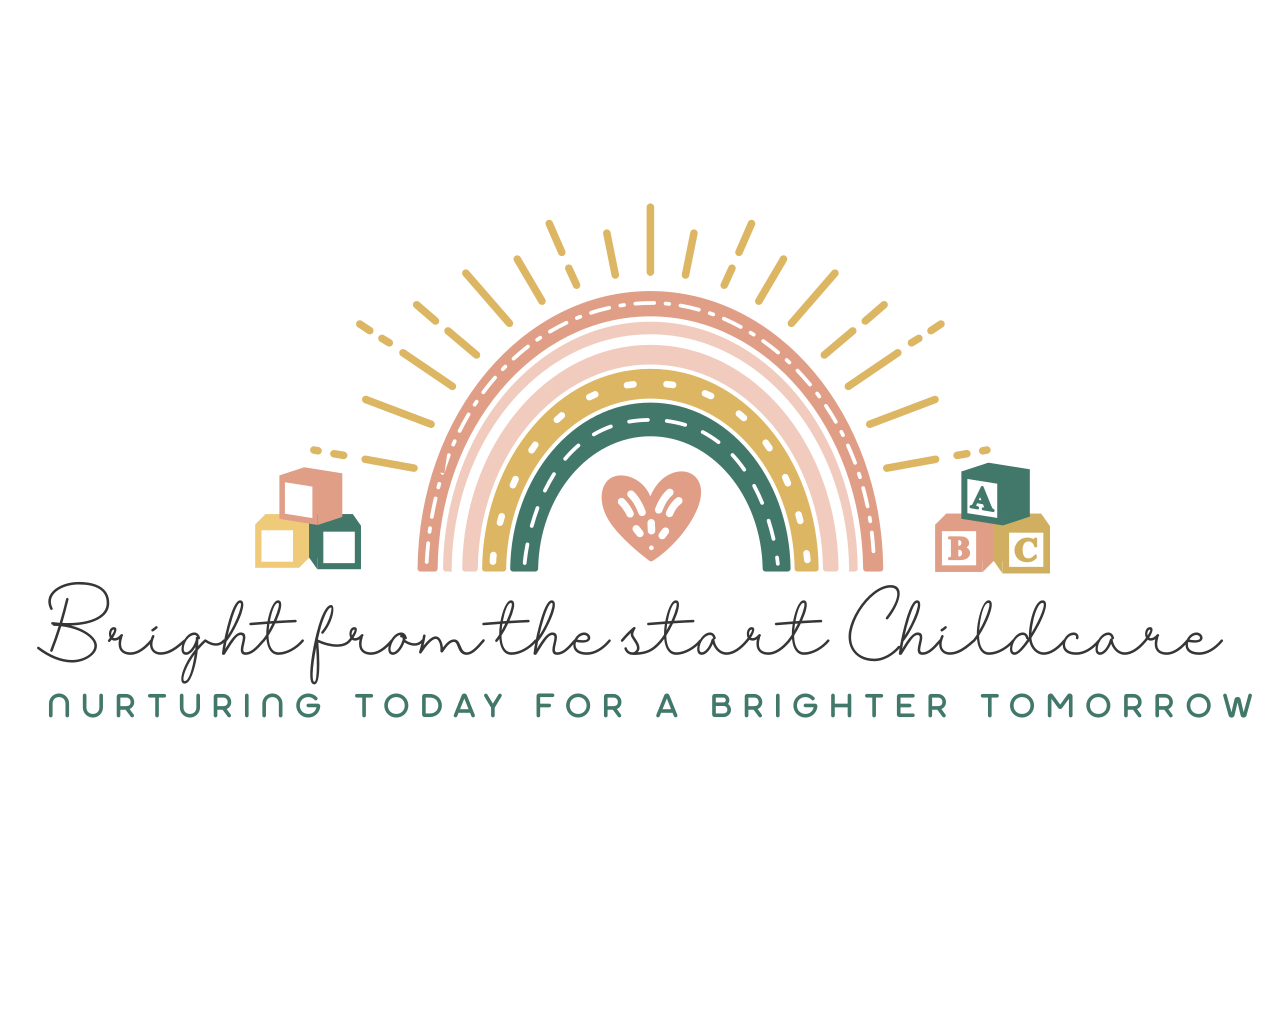 A
B C
Bright from the start Childcare
NURTURING TODAY FOR A BRIGHTER TOMORROW